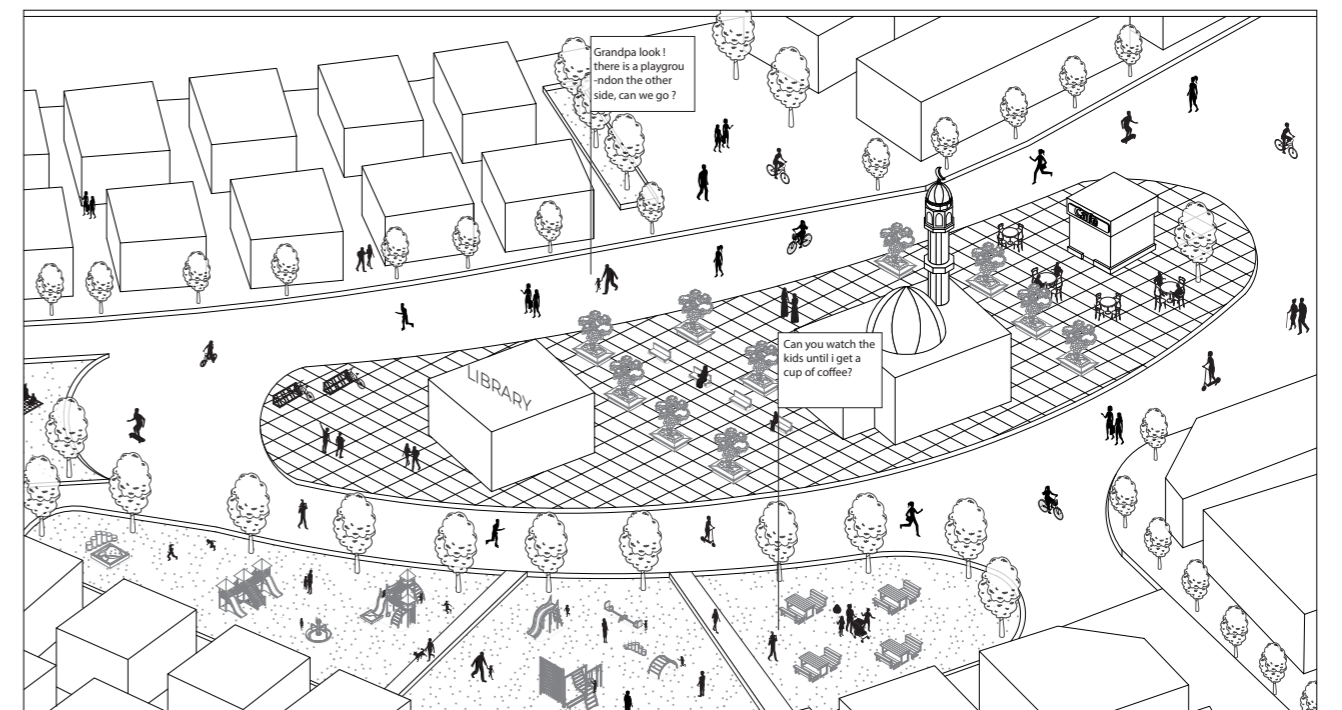 Grandpa look !
there is a playgrou
-ndon the other
side, can we go ?
Cafe
Can you watch the
kids until i get a
cup of coffee?
LIBRARY